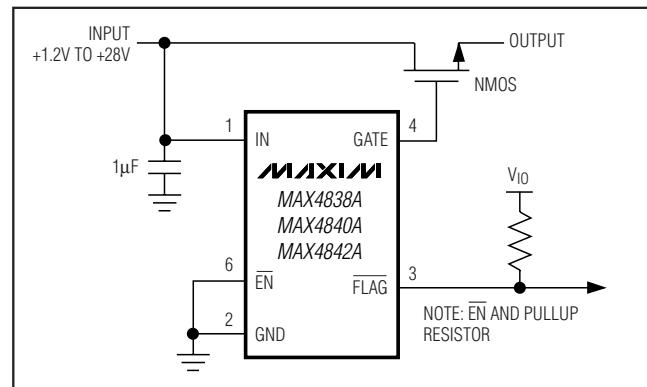 INPUT
+1.2V TO +28V
OUTPUT
NMOS
1
IN
GATE
4
1μF
MAXIM
MAX4838A
MAX4840A
MAX4842A
VIO
6
EN
FLAG
3
2
GND
NOTE: EN AND PULLUP
RESISTOR